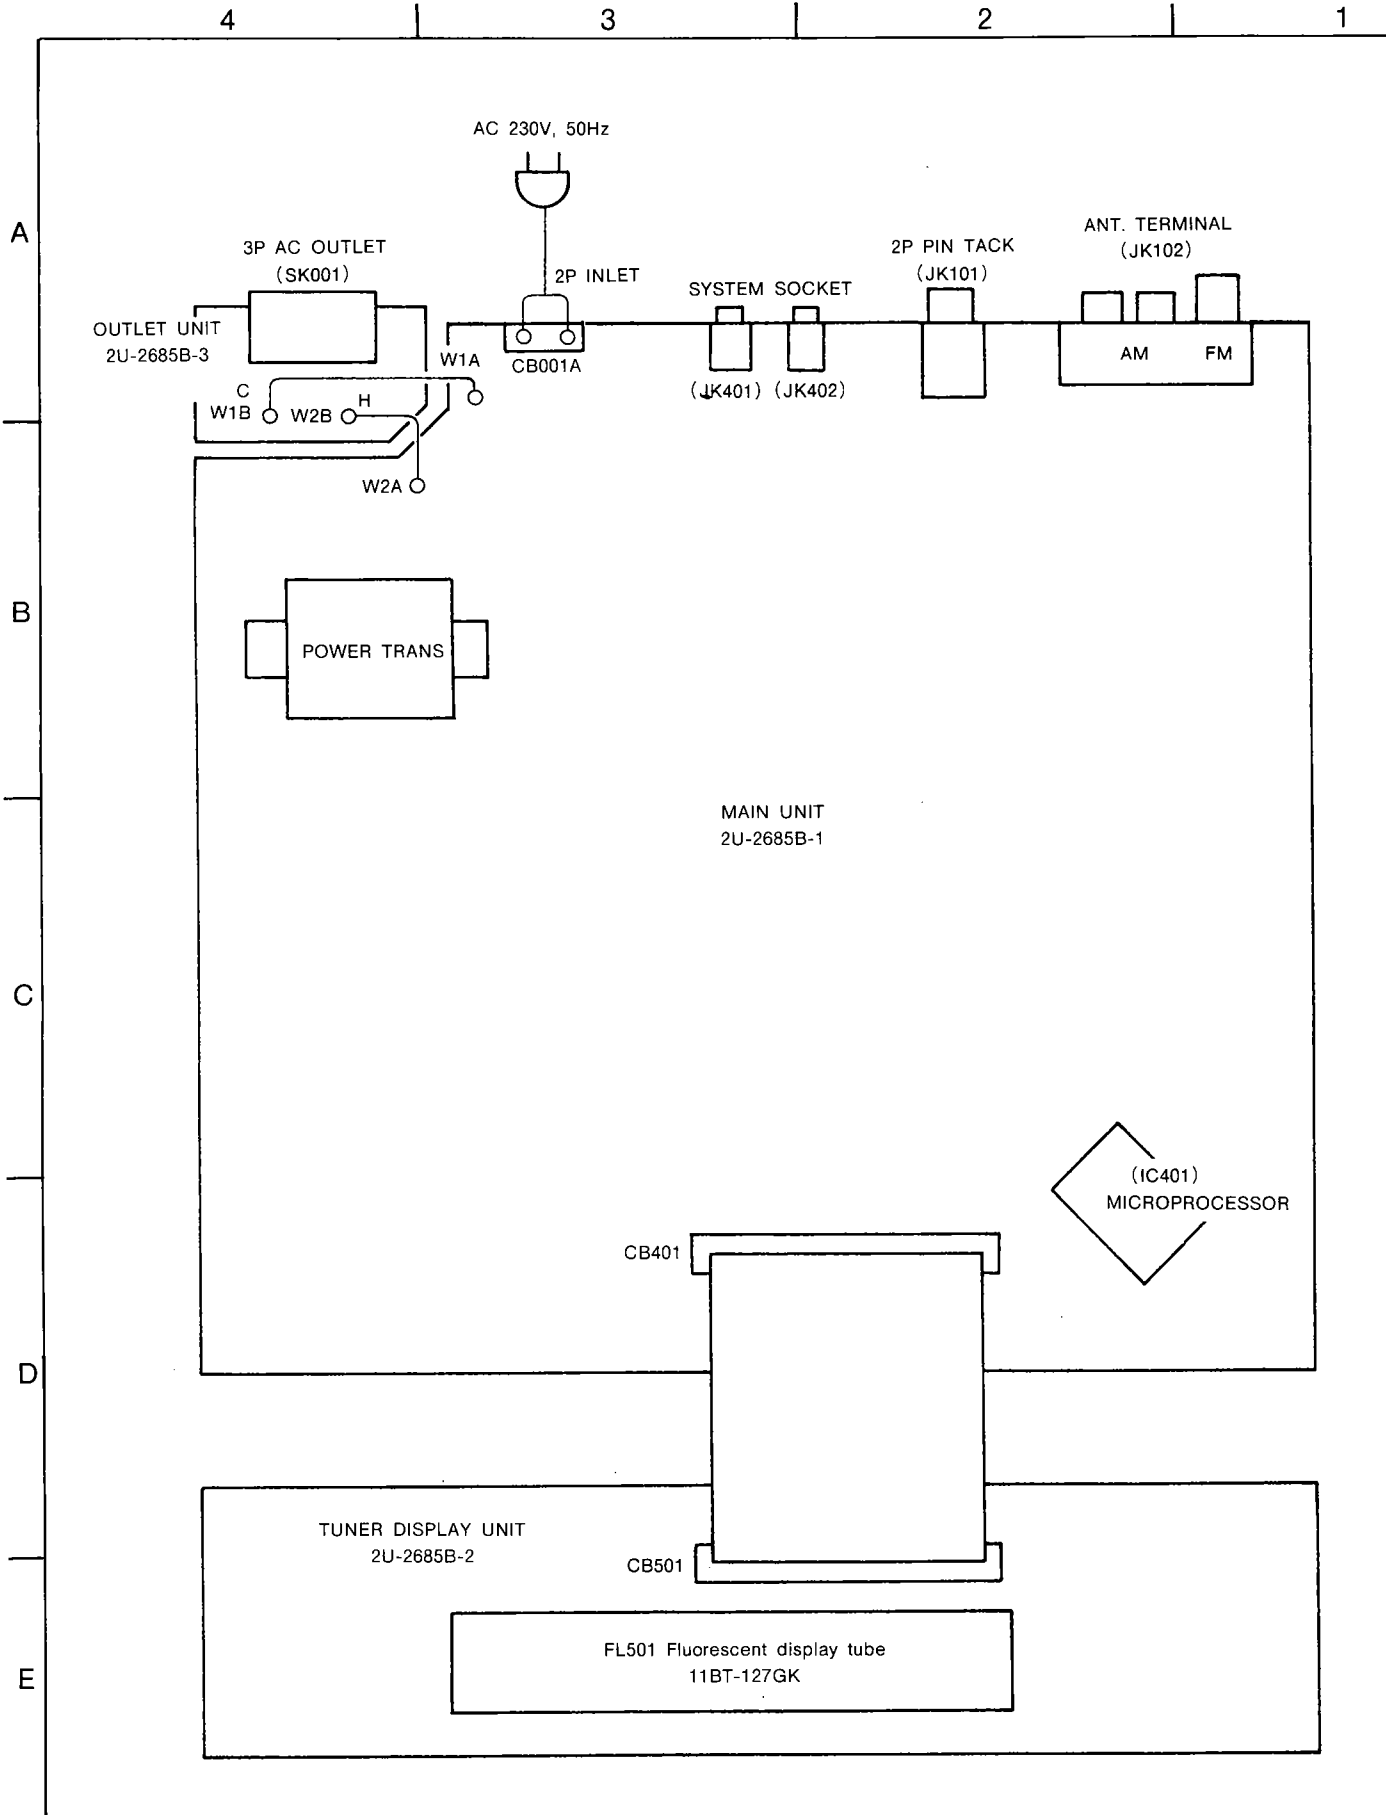 4 3 2 1
AC 230V, 50Hz
A
3P AC OUTLET
(SK001)
2P INLET
SYSTEM SOCKET
2P PIN TACK
(JK101)
ANT. TERMINAL
(JK102)
OUTLET UNIT
2U-2685B-3
W1A
CB001A
(JK401) (JK402)
AM FM
C
W1B W2B H
W2A
B
POWER TRANS
MAIN UNIT
2U-2685B-1
C
(IC401)
MICROPROCESSOR
CB401
D
TUNER DISPLAY UNIT
2U-2685B-2
CB501
E
FL501 Fluorescent display tube
11BT-127GK